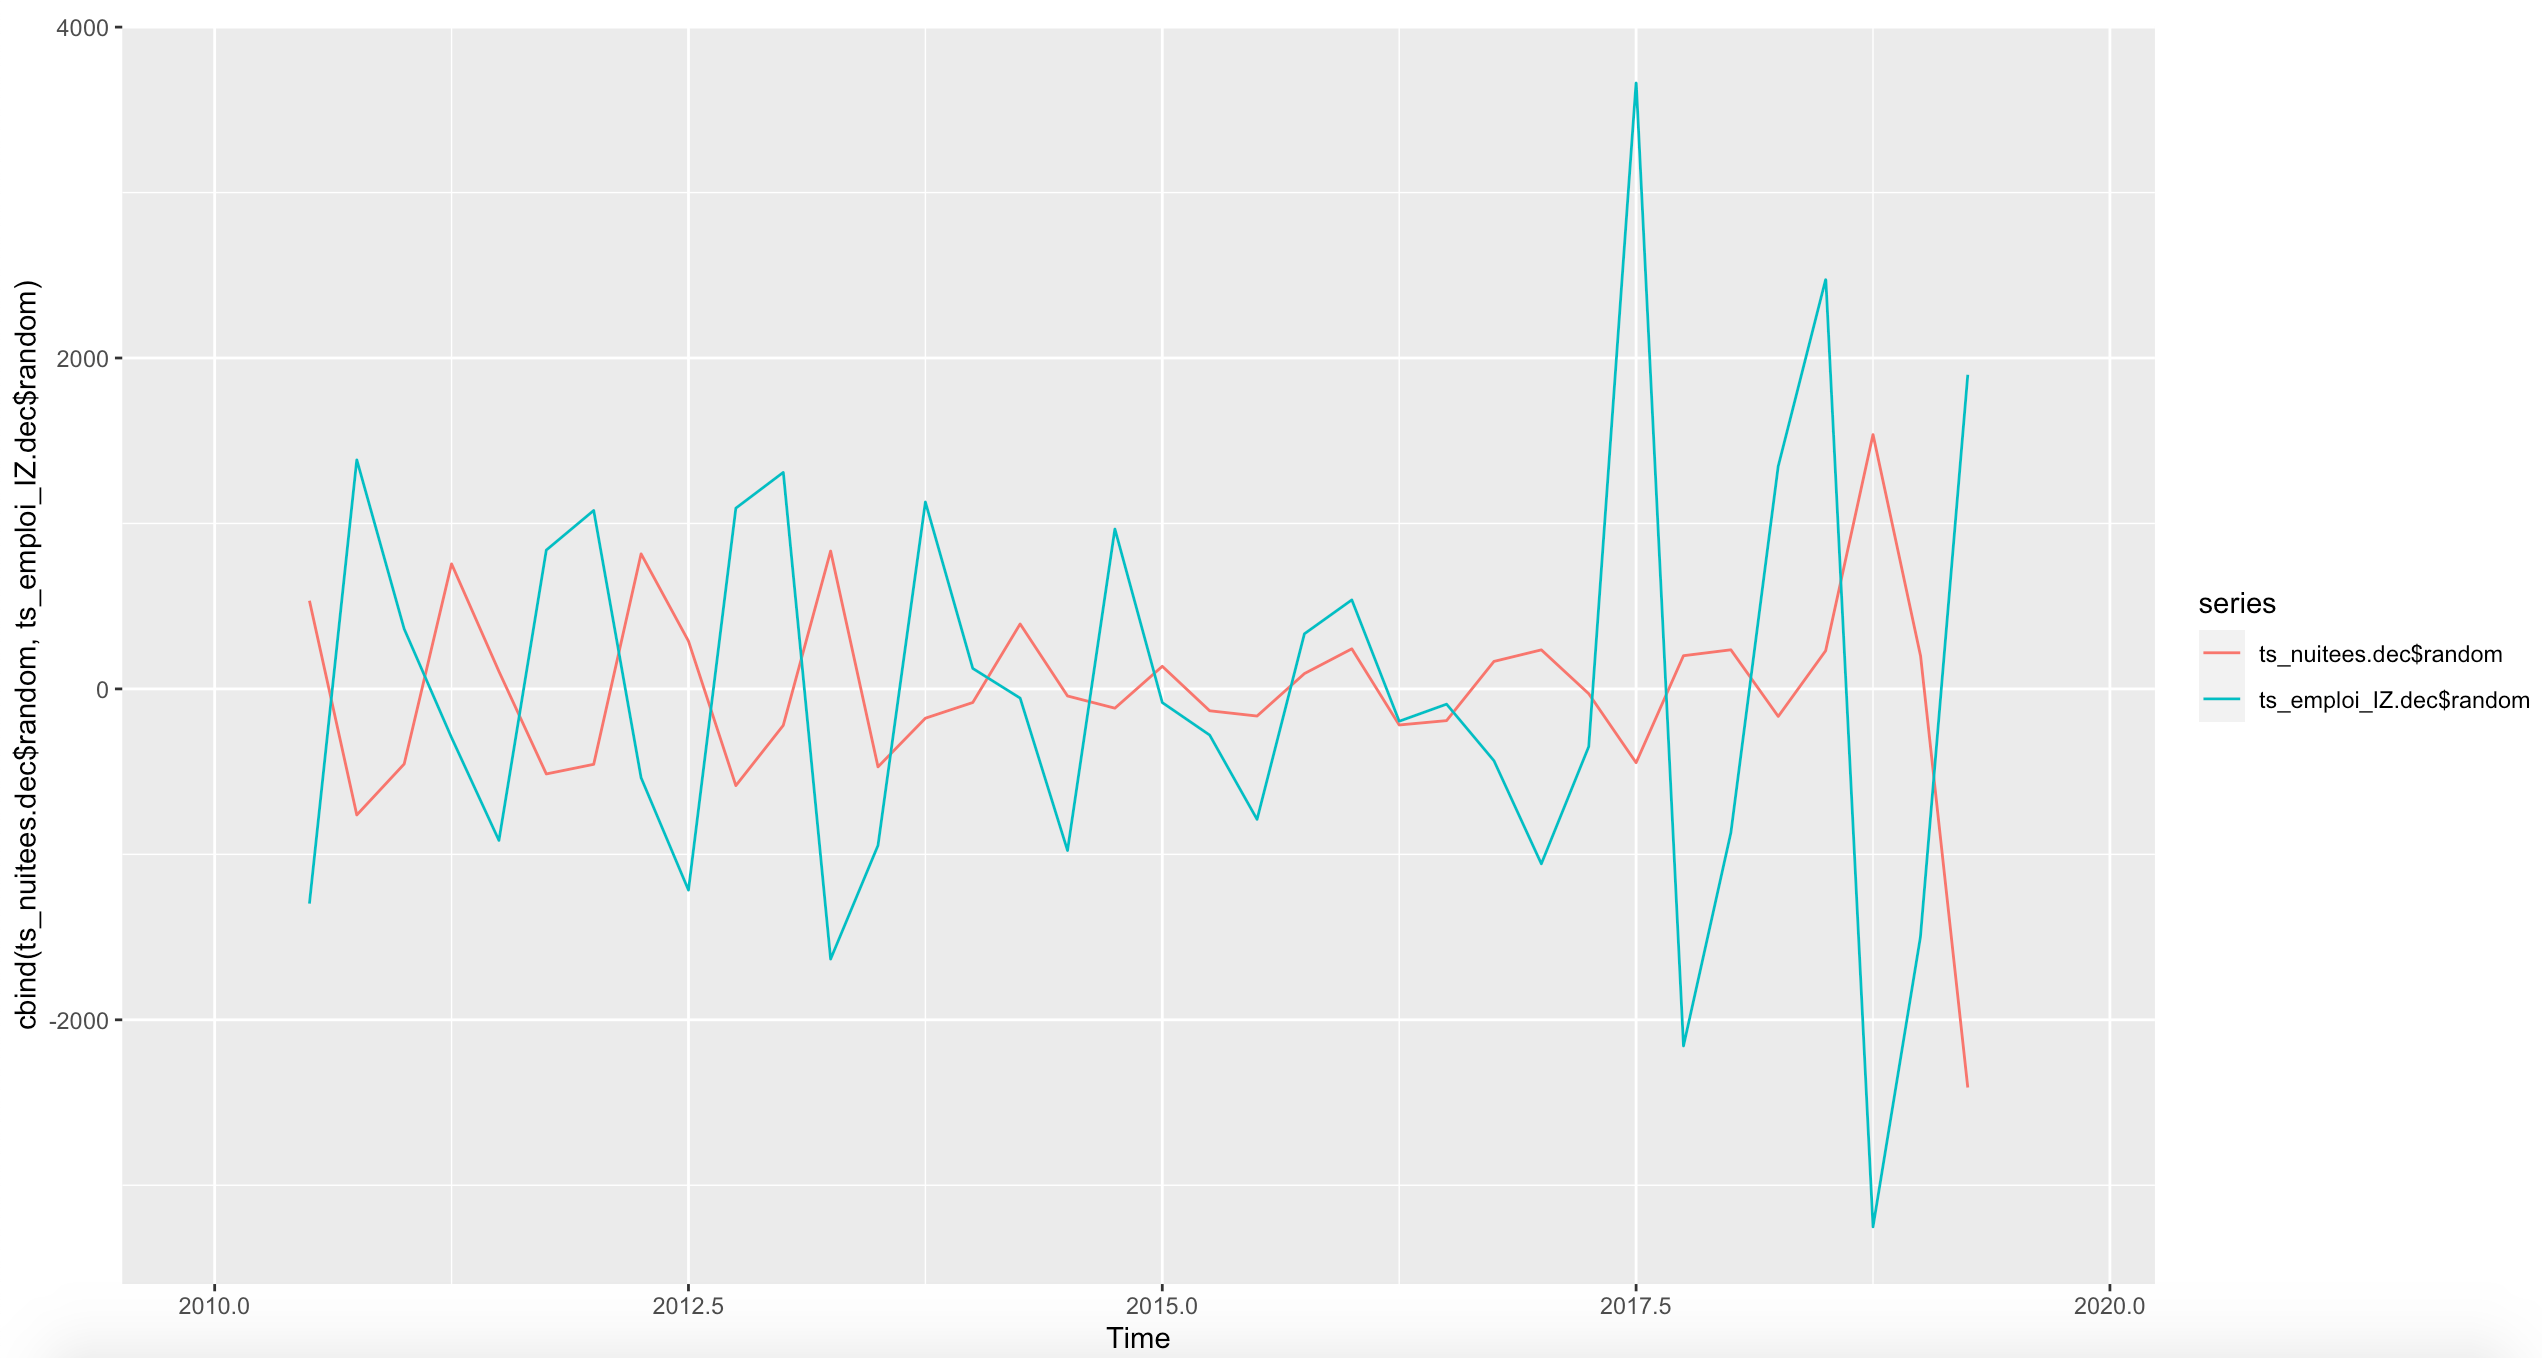 cbind(ts_nuitees.dec$random, ts_emploi_IZ.dec$random)
4000
2000
0
-2000
2010.0
2012.5
2015.0
2017.5
2020.0
Time
series
ts_nuitees.dec$random
ts_emploi_IZ.dec$random